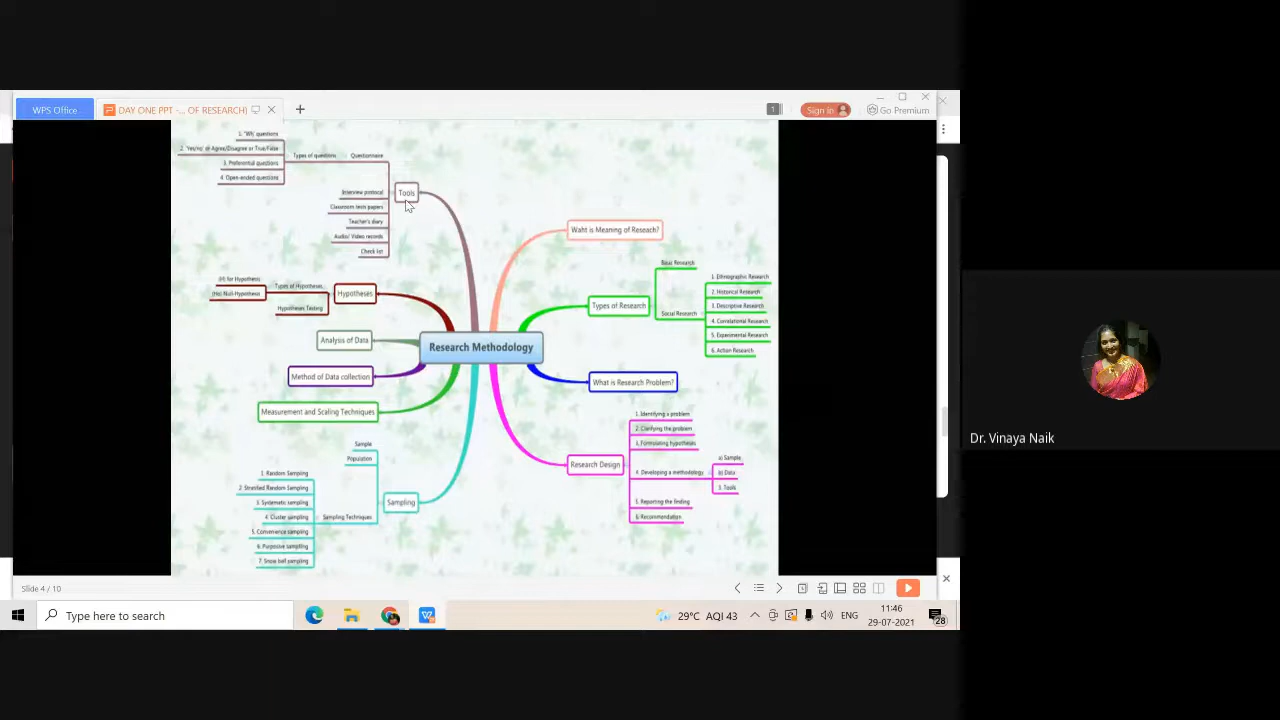 WPS Office
DAY ONE PPT -... OF RESEARCH)
1
Sign in
Go Premium
1. 'Wh' questions
2. 'Yes/no' or Agree/Disagree or True/False
3. Preferential questions
4. Open-ended questions
Types of questions
Questionnaire
Interview protocal
Classroom tests papers
Teacher's diary
Audio/ Video records
Check list
Tools
(H) for Hypothesis
(Ho) Null-Hypothesis
Types of Hypotheses
Hypotheses Testing
Hypotheses
Analysis of Data
Method of Data collection
Measurement and Scaling Techniques
Sample
Population
1. Random Sampling
2. Stratified Random Sampling
3. Systematic sampling
4. Cluster sampling
5. Convenience sampling
6. Purposive sampling
7. Snow ball sampling
Sampling Techniques
Sampling
Research Methodology
Waht is Meaning of Reseach?
Types of Research
Basic Research
Social Research
1. Ethnographic Research
2. Historical Research
3. Descriptive Research
4. Correlational Research
5. Experimental Research
6. Action Research
What is Research Problem?
Research Design
1. Identifying a problem
2. Clarifying the problem
3. Formulating hypotheses
4. Developing a methodology
a) Sample
b) Data
3. Tools
5. Reporting the finding
6. Recommendation
Dr. Vinaya Naik
Slide 4 / 10
Type here to search
29°C AQI 43
ENG
11:46
29-07-2021
28